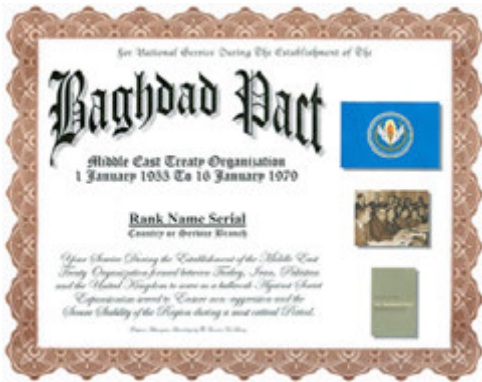 For National Service During The Establishment of The
Baghdad Pact
Middle East Treaty Organization
1 January 1955 To 16 January 1979
Rank Name Serial
Country or Service Branch
Your Service During the Establishment of the Middle East
Treaty Organization formed between Turkey, Iran, Pakistan
and the United Kingdom to serve as a bulwark Against Soviet
Expansionism served to Ensure non-aggression and the
Secure Stability of the Region during a most critical Period.